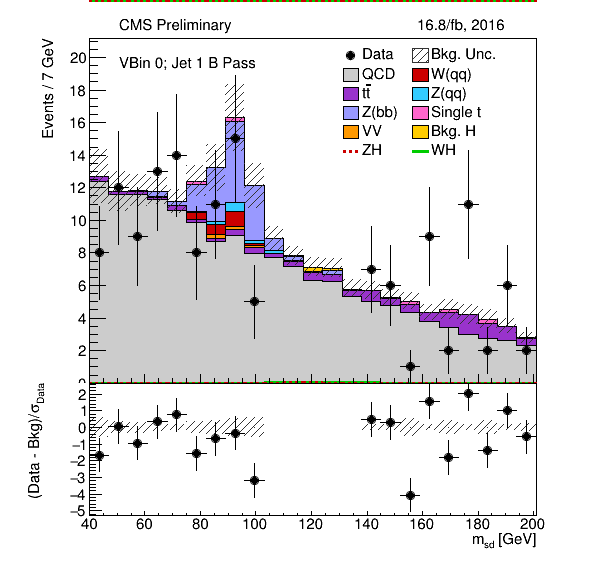 CMS Preliminary 16.8/fb, 2016
VBin 0; Jet 1 B Pass
Data Bkg. Unc.
QCD W(qq)
tt̄ Z(qq)
Z(bb) Single t
VV Bkg. H
ZH WH
Events / 7 GeV
20
18
16
14
12
10
8
6
4
2
0
(Data - Bkg)/σData
2
1
0
−1
−2
−3
−4
−5
40 60 80 100 120 140 160 180 200
msd [GeV]